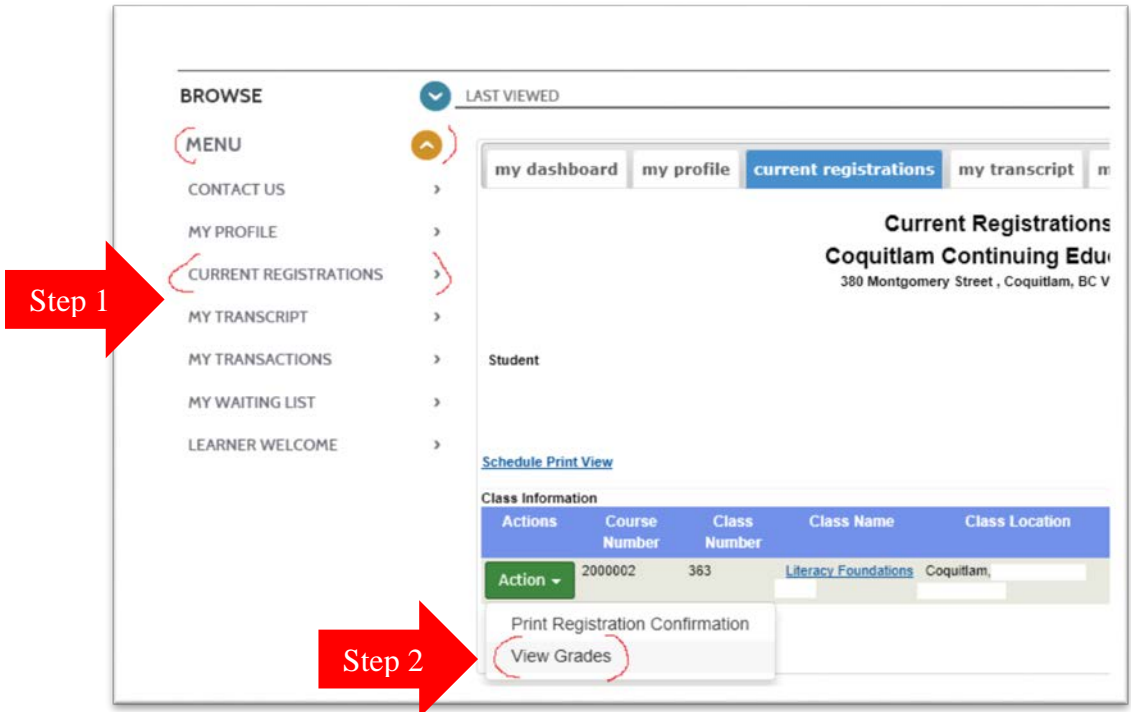 BROWSE
LAST VIEWED
MENU
CONTACT US
MY PROFILE
CURRENT REGISTRATIONS
MY TRANSCRIPT
MY TRANSACTIONS
MY WAITING LIST
LEARNER WELCOME
Step 1
my dashboard my profile current registrations my transcript m
Current Registrations
Coquitlam Continuing Edu
380 Montgomery Street , Coquitlam, BC V
Student
Schedule Print View
Class Information
Actions Course Number Class Number Class Name Class Location
Action 2000002 363 Literacy Foundations Coquitlam,
Print Registration Confirmation
View Grades
Step 2